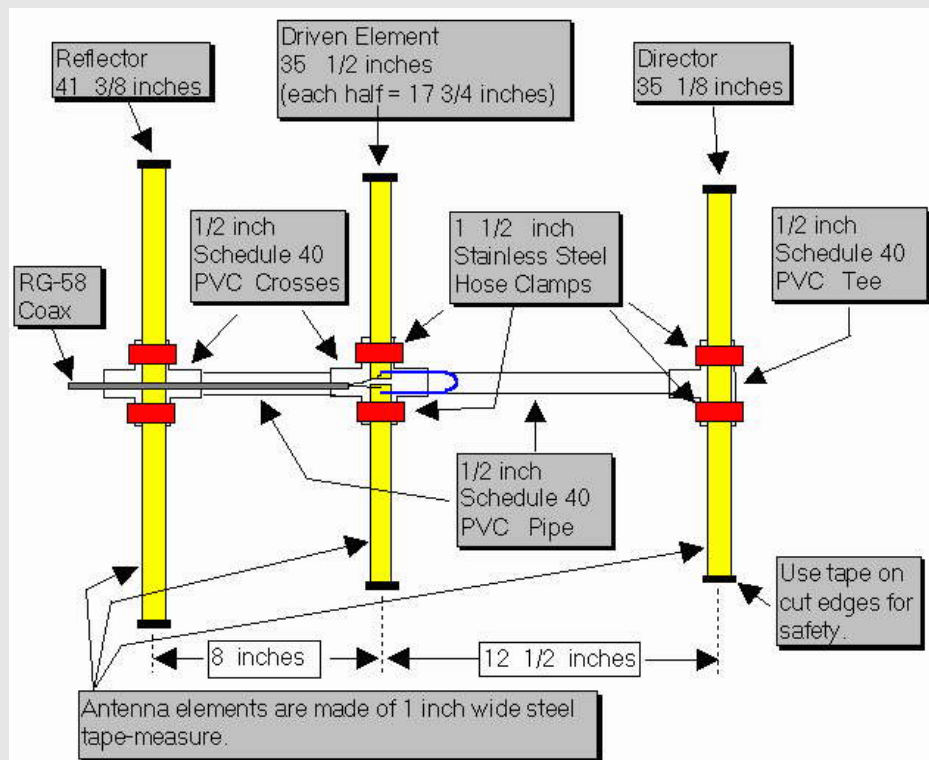 Reflector
41 3/8 inches
Driven Element
35 1/2 inches
(each half = 17 3/4 inches)
Director
35 1/8 inches
RG-58
Coax
1/2 inch
Schedule 40
PVC Crosses
1 1/2 inch
Stainless Steel
Hose Clamps
1/2 inch
Schedule 40
PVC Tee
1/2 inch
Schedule 40
PVC Pipe
Use tape on
cut edges for
safety.
8 inches
12 1/2 inches
Antenna elements are made of 1 inch wide steel
tape-measure.